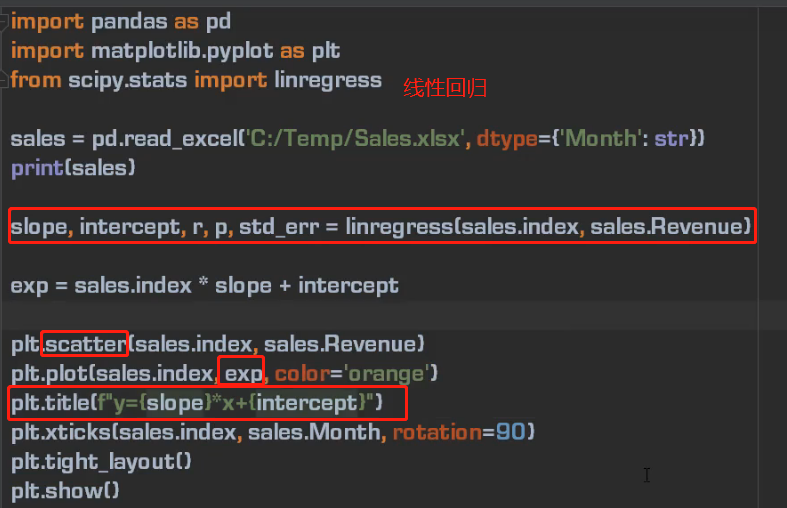 import pandas as pd
import matplotlib.pyplot as plt
from scipy.stats import linregress
线性回归
sales = pd.read_excel('C:/Temp/Sales.xlsx', dtype={'Month': str})
print(sales)
slope, intercept, r, p, std_err = linregress(sales.index, sales.Revenue)
exp = sales.index * slope + intercept
plt.scatter(sales.index, sales.Revenue)
plt.plot(sales.index, exp, color='orange')
plt.title(f"y={slope}*x+{intercept}")
plt.xticks(sales.index, sales.Month, rotation=90)
plt.tight_layout()
plt.show()